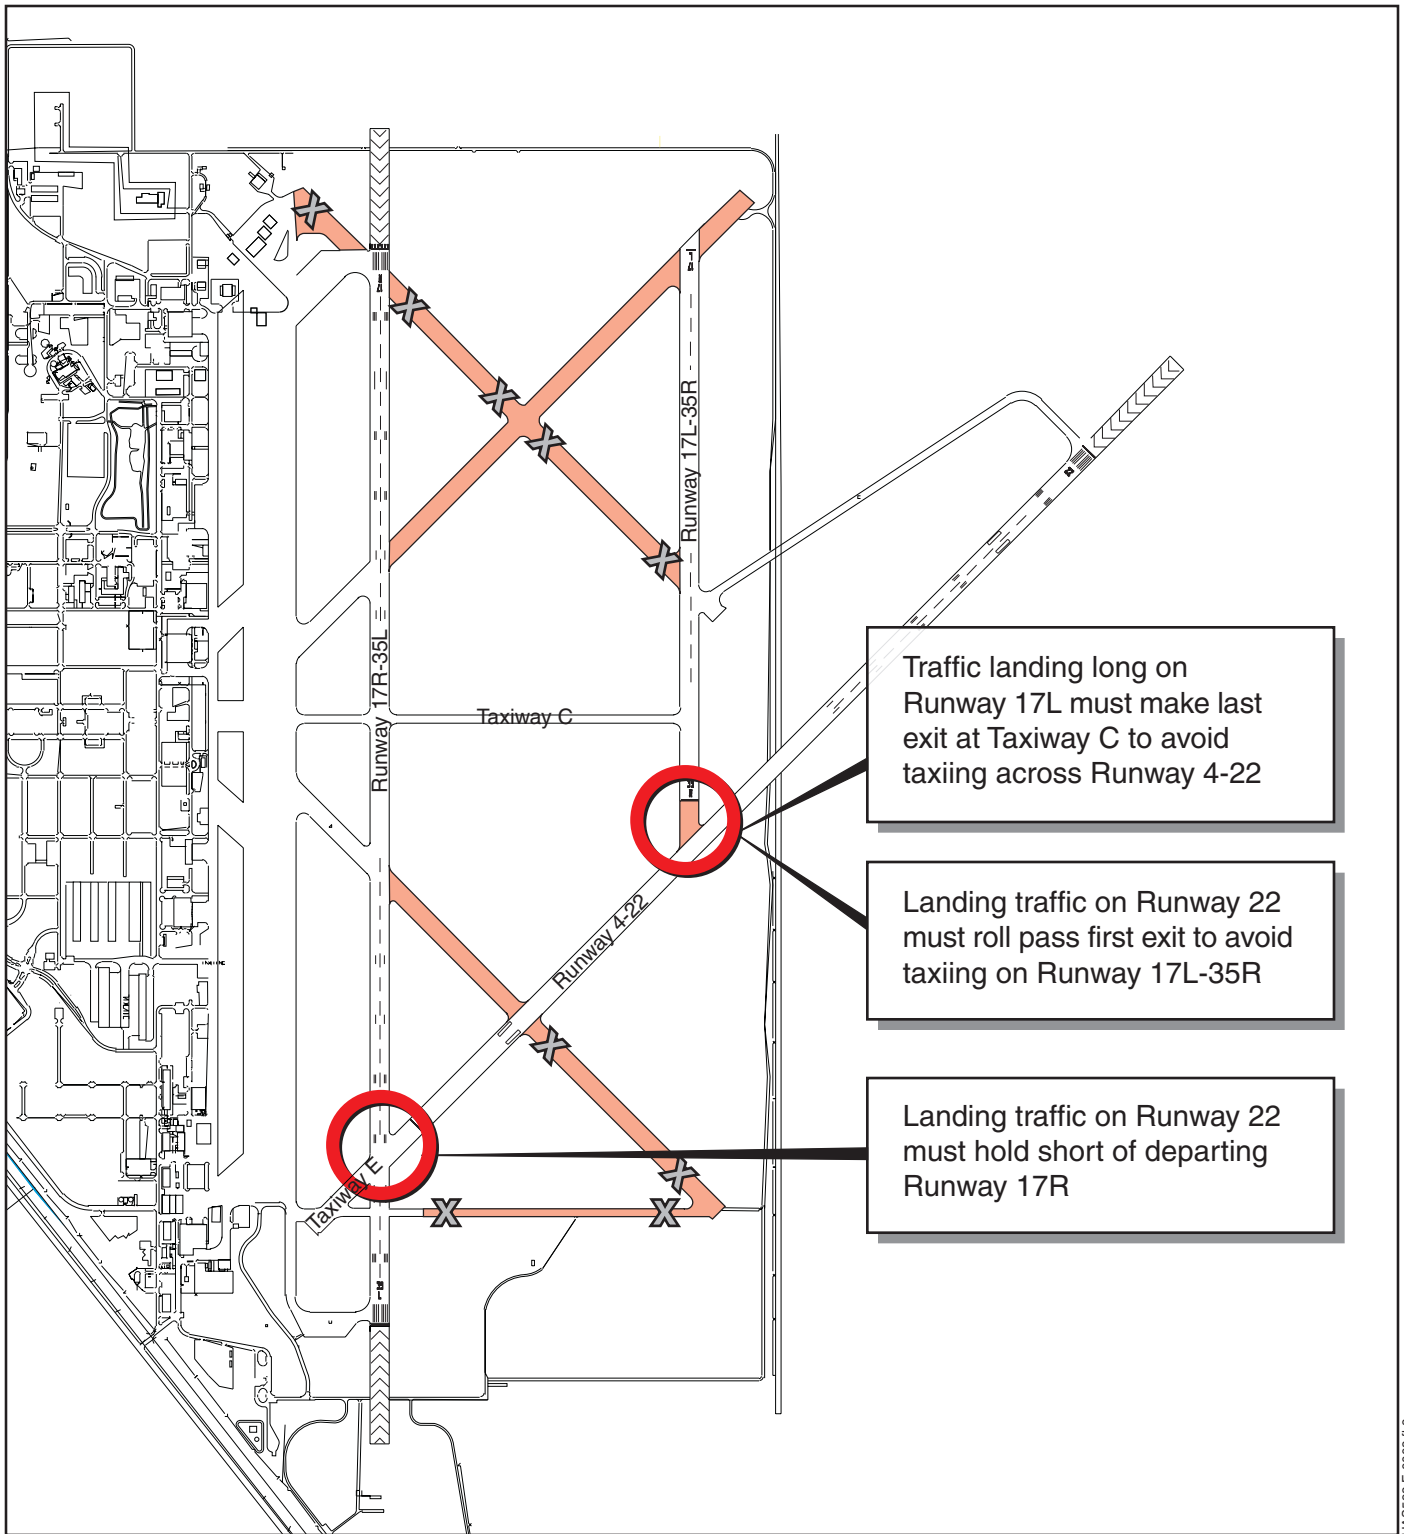 Runway 17L-35R
Runway 17R-35L
Taxiway C
Traffic landing long on
Runway 17L must make last
exit at Taxiway C to avoid
taxiing across Runway 4-22
Landing traffic on Runway 22
must roll pass first exit to avoid
taxiing on Runway 17L-35R
Runway 4-22
Landing traffic on Runway 22
must hold short of departing
Runway 17R
Taxiway E